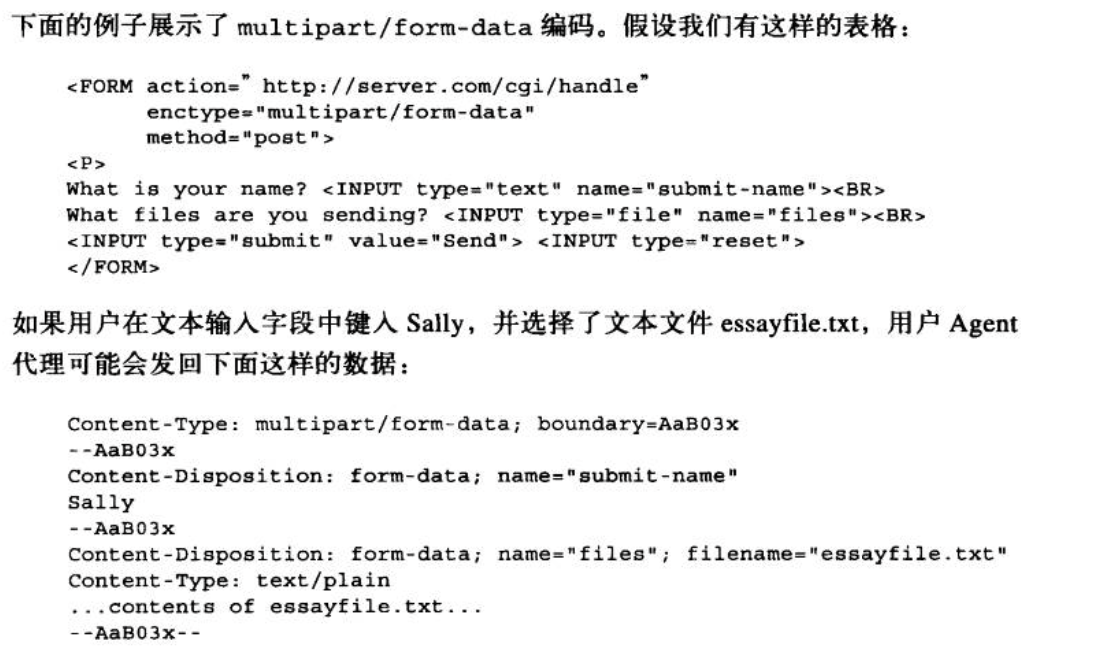 下面的例子展示了 multipart/form-data 编码。假设我们有这样的表格：
<FORM action=” http://server.com/cgi/handle”
enctype="multipart/form-data"
method="post">
<P>
What is your name? <INPUT type="text" name="submit-name"><BR>
What files are you sending? <INPUT type="file" name="files"><BR>
<INPUT type="submit" value="Send"> <INPUT type="reset">
</FORM>
如果用户在文本输入字段中键入 Sally，并选择了文本文件 essayfile.txt，用户 Agent
代理可能会发回下面这样的数据：
Content-Type: multipart/form-data; boundary=AaB03x
--AaB03x
Content-Disposition: form-data; name="submit-name"
Sally
--AaB03x
Content-Disposition: form-data; name="files"; filename="essayfile.txt"
Content-Type: text/plain
...contents of essayfile.txt...
--AaB03x--